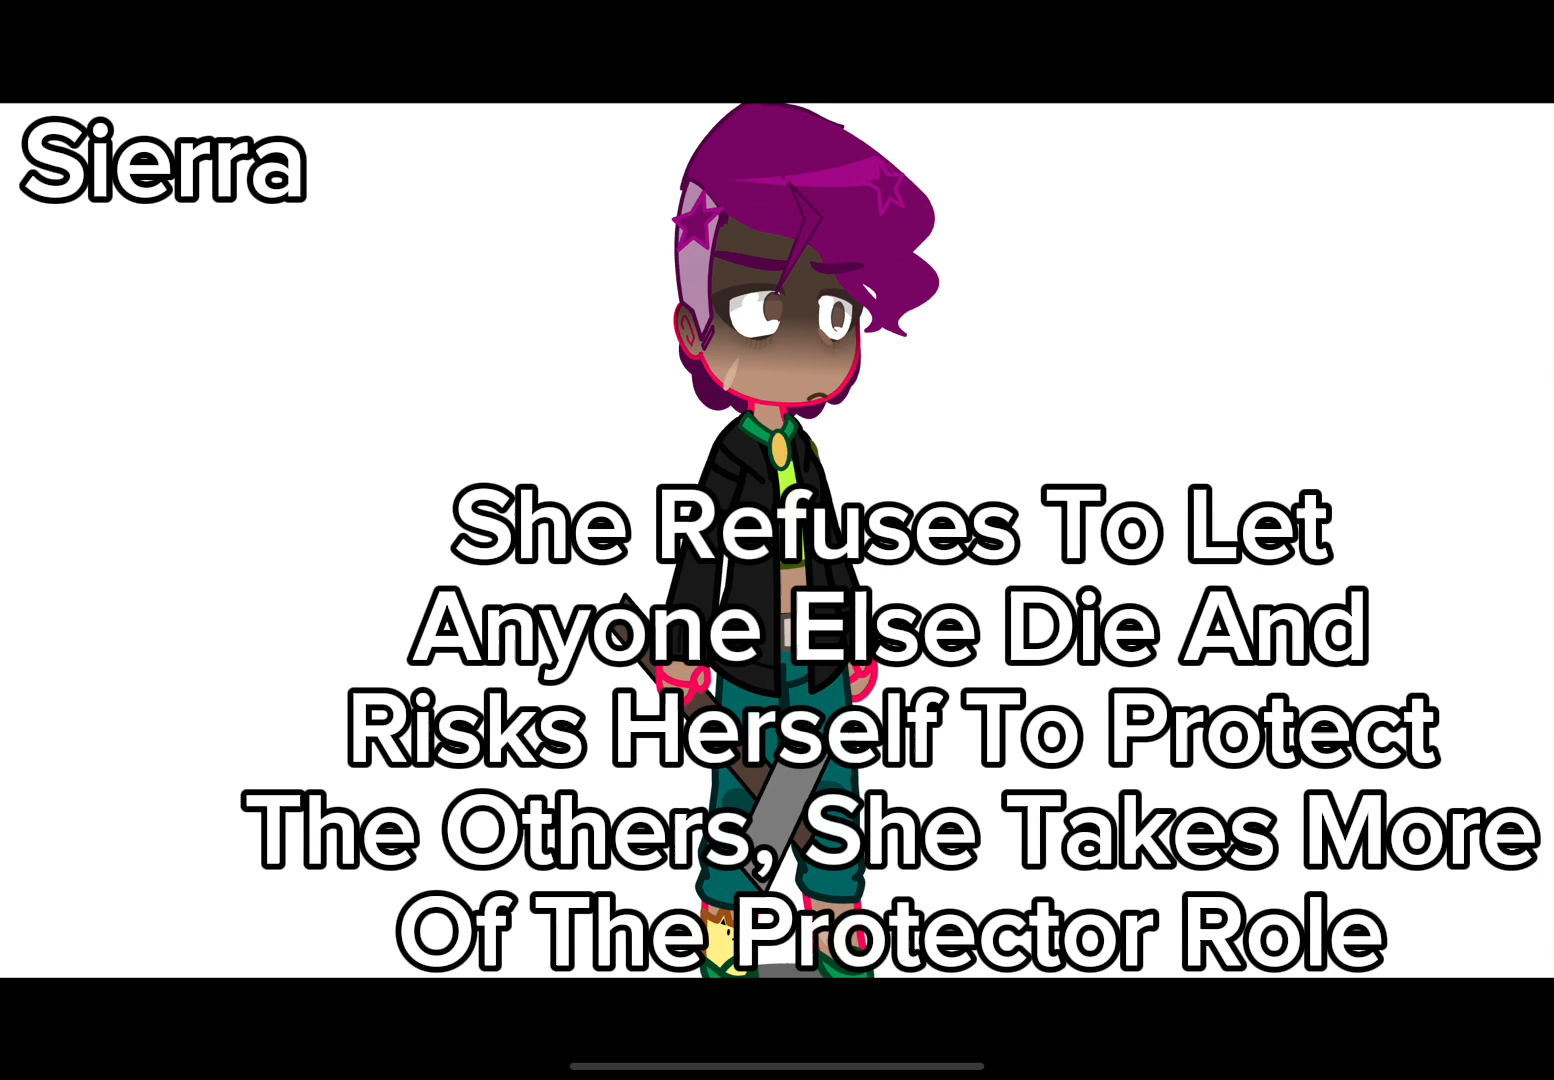 Sierra
She Refuses To Let
Anyone Else Die And
Risks Herself To Protect
The Others, She Takes More
Of The Protector Role